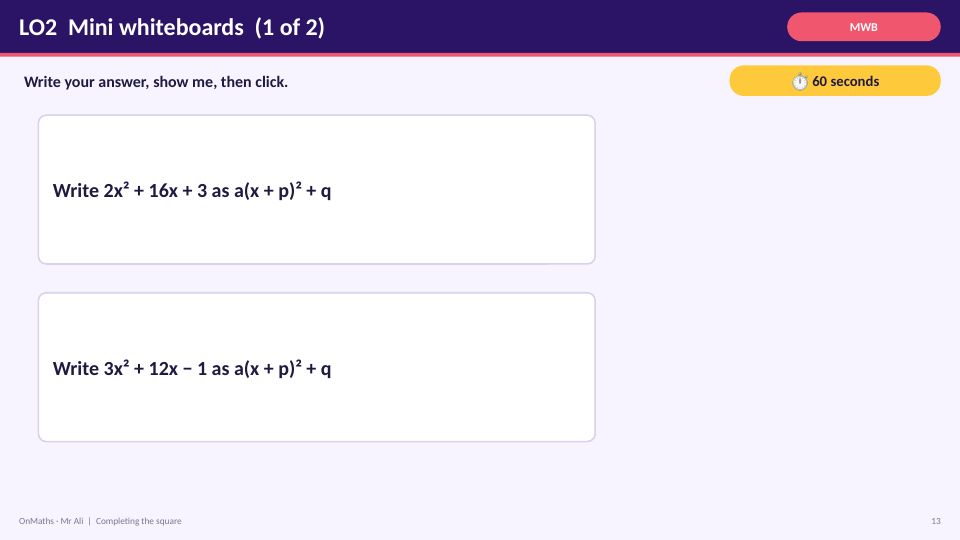 LO2  Mini whiteboards  (1 of 2)
MWB
Write your answer, show me, then click.
⏱ 60 seconds
Write 2x² + 16x + 3 as a(x + p)² + q
Write 3x² + 12x − 1 as a(x + p)² + q
OnMaths - Mr Ali  |  Completing the square
13